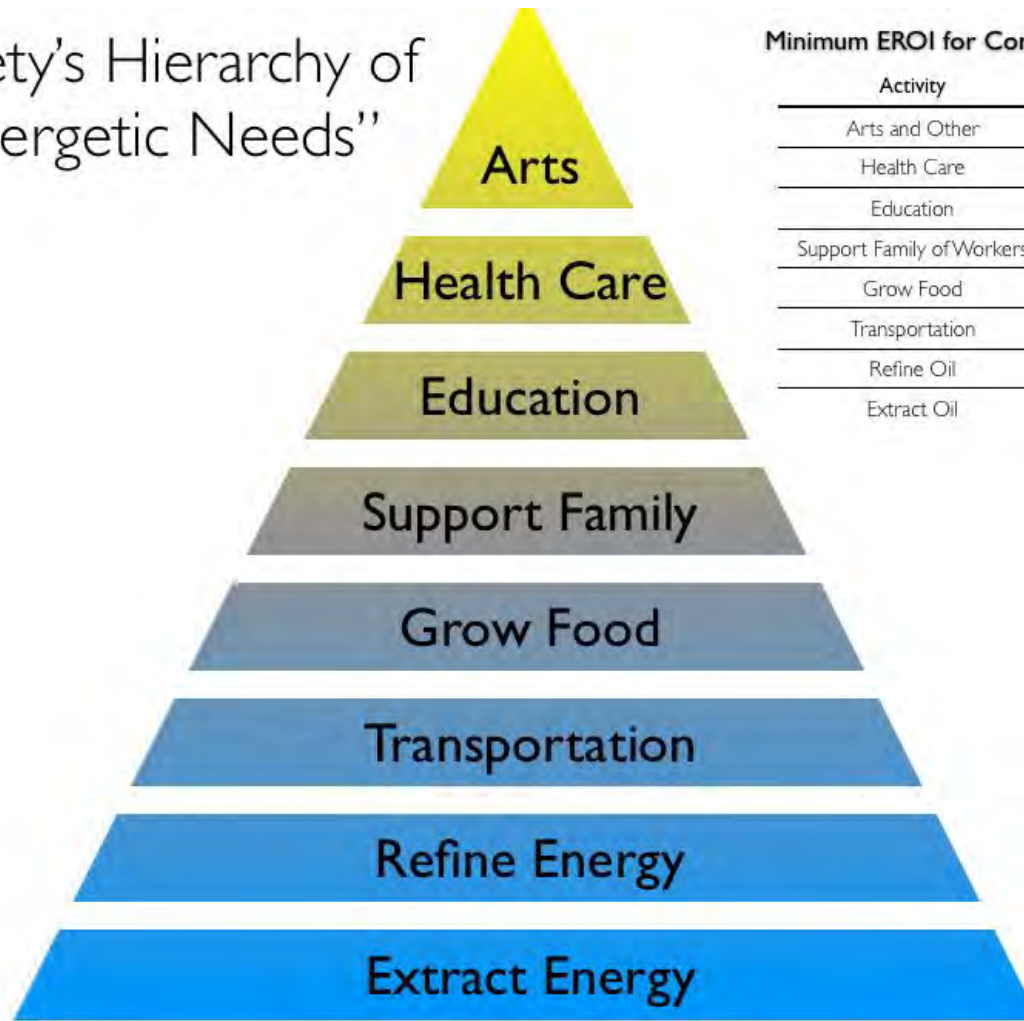 ety's Hierarchy of
ergetic Needs”
Arts
Health Care
Education
Support Family
Grow Food
Transportation
Refine Energy
Extract Energy
Minimum EROI for Con
Activity
Arts and Other
Health Care
Education
Support Family of Workers
Grow Food
Transportation
Refine Oil
Extract Oil